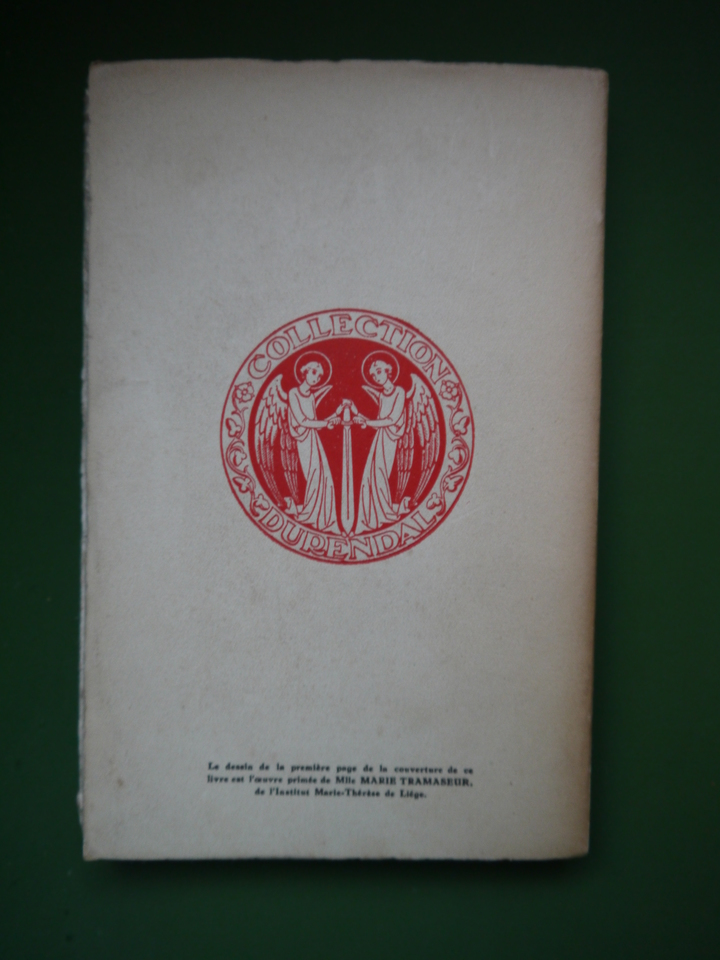 COLLECTION
DURENDAL
Le dessin de la première page de la couverture de ce
livre est l'œuvre primée de Mlle MARIE TRAMASEUR,
de l'Institut Marie-Thérèse de Liége.